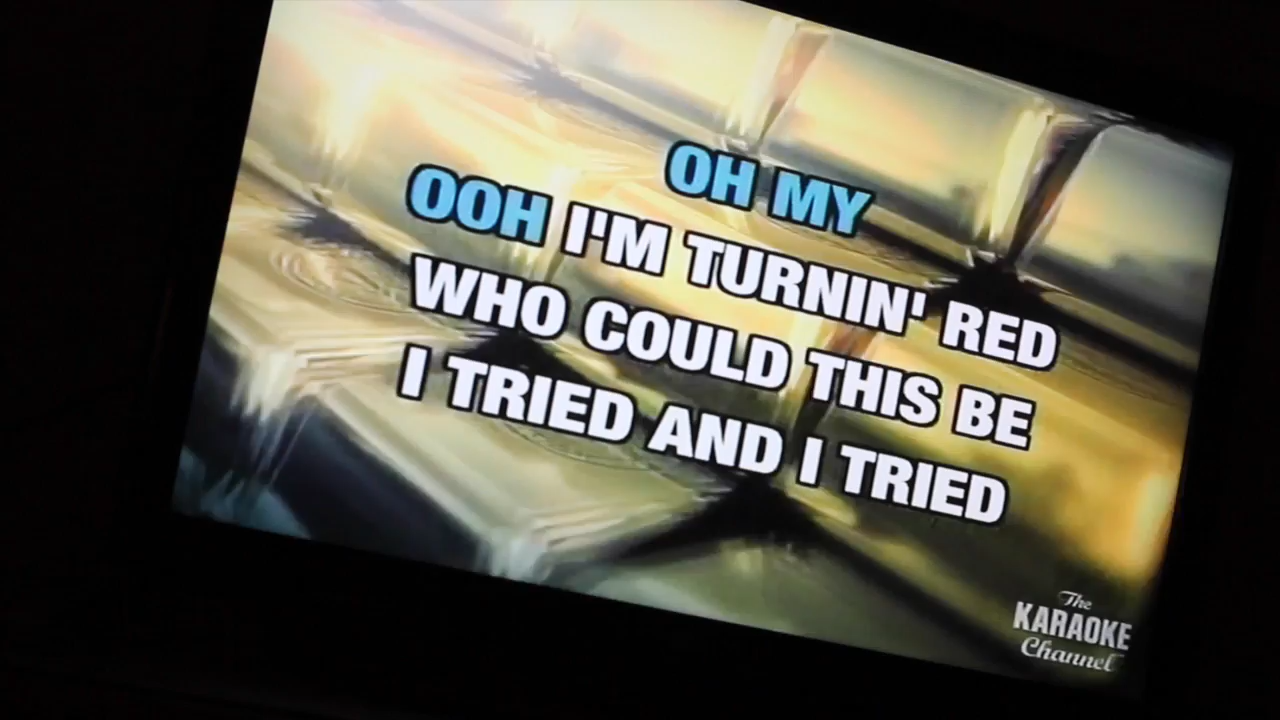 OH MY
OOH I'M TURNIN' RED
WHO COULD THIS BE
I TRIED AND I TRIED
The
KARAOKE
Channel